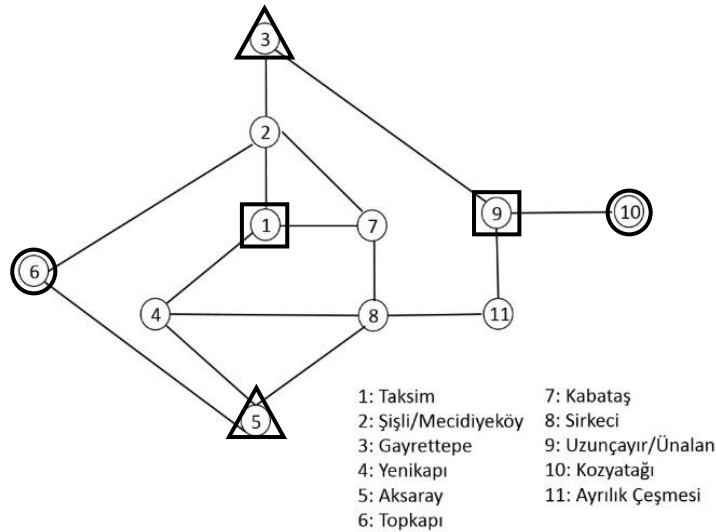 3
2
9
10
1
7
6
4
8
11
5
1: Taksim
2: Şişli/Mecidiyeköy
3: Gayrettepe
4: Yenikapı
5: Aksaray
6: Topkapı
7: Kabataş
8: Sirkeci
9: Uzunçayır/Ünalan
10: Kozyatağı
11: Ayrılık Çeşmesi